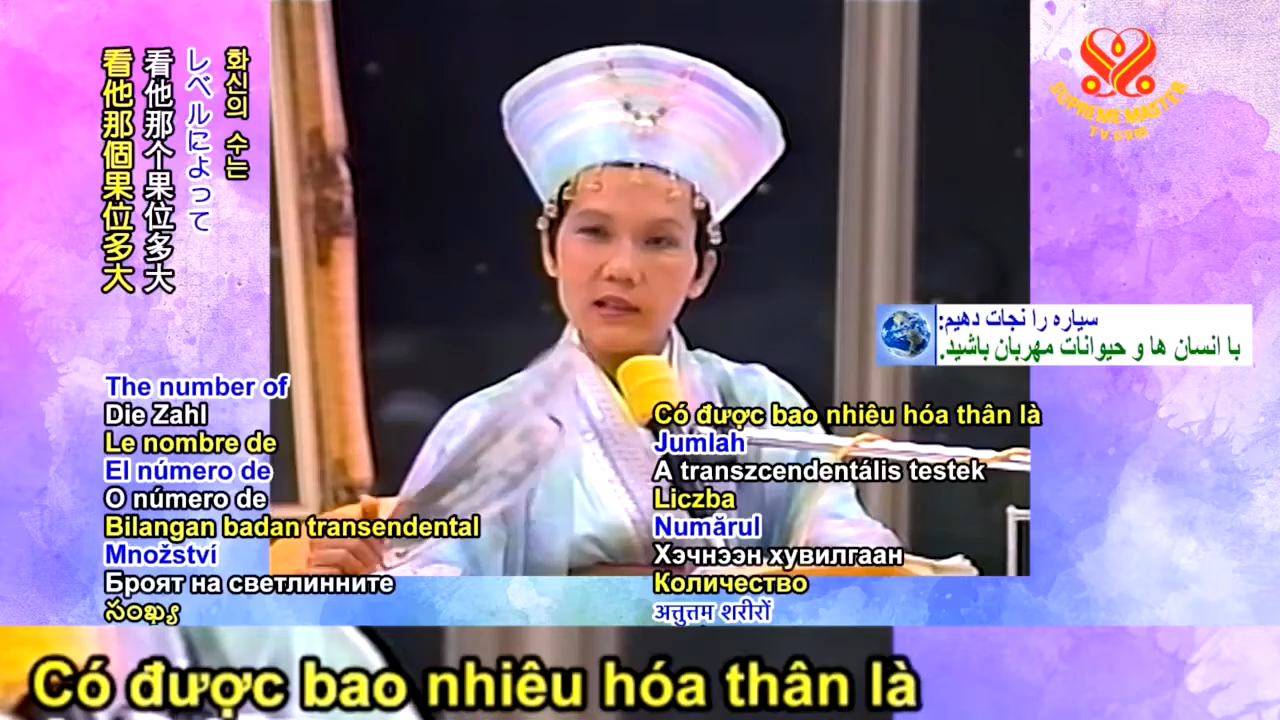 화신의 수는
レベルによって
看他那个果位多大
看他那個果位多大
SUPREME MASTER
TV.COM
سیاره را نجات دهیم:
با انسان ها و حیوانات مهربان باشید.
The number of
Die Zahl
Le nombre de
El número de
O número de
Bilangan badan transendental
Množství
Броят на светлинните
సంఖ్య
Có được bao nhiêu hóa thân là
Jumlah
A transzcendentális testek
Liczba
Numărul
Хэчнээн хувилгаан
Количество
अत्तुत्तम शरीरों
Có được bao nhiêu hóa thân là